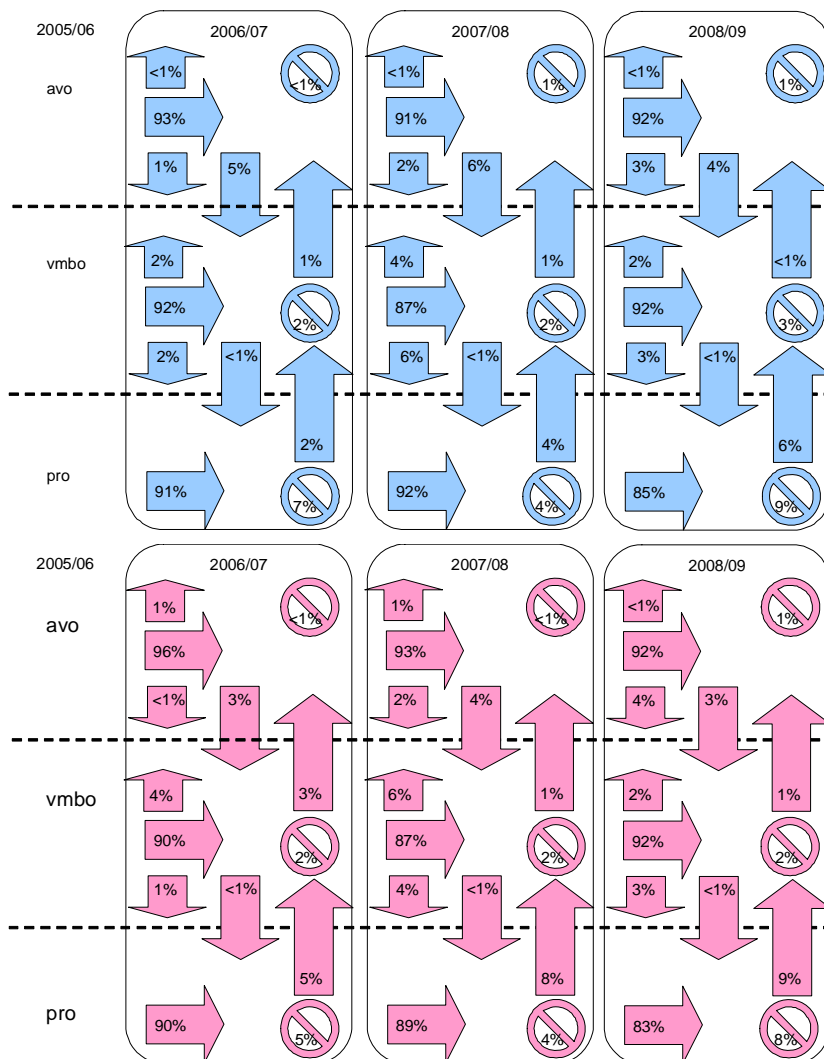 2005/06 2006/07 2007/08 2008/09
<1% <1% <1% 1% <1% 1%
avo
93% 91% 92%
1% 5% 2% 6% 3% 4%
vmbo 2% 1% 4% 1% 2% <1%
92% 2% 87% 2% 92% 3%
2% <1% 6% <1% 3% <1%
2% 4% 6%
pro
91% 7% 92% 4% 85% 9%
2005/06 2006/07 2007/08 2008/09
1% <1% 1% <1% <1% 1%
avo
96% 93% 92%
<1% 3% 2% 4% 4% 3%
vmbo 4% 3% 6% 1% 2% 1%
90% 2% 87% 2% 92% 2%
1% <1% 4% <1% 3% <1%
5% 8% 9%
pro
90% 5% 89% 4% 83% 8%